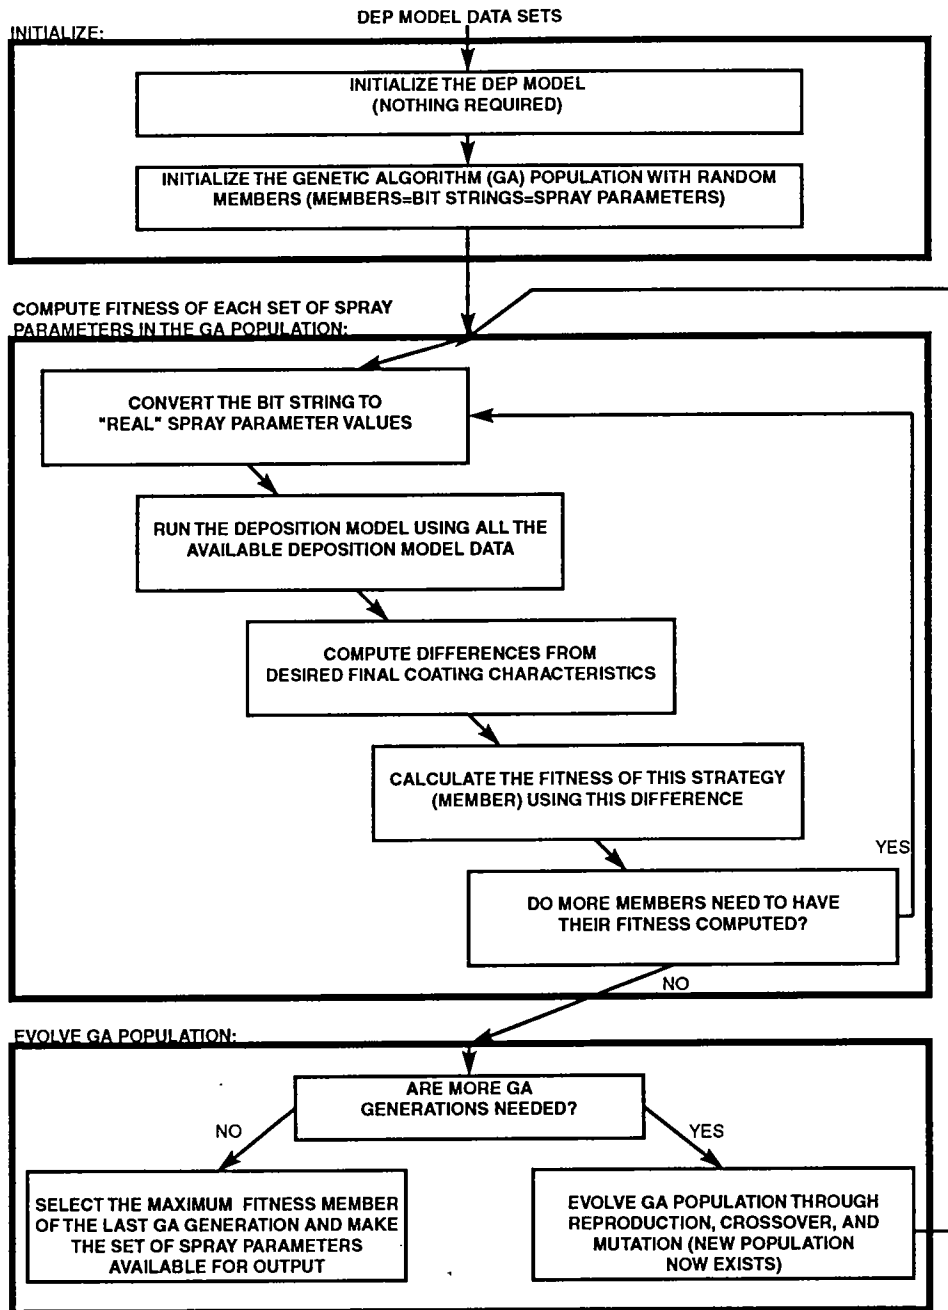 DEP MODEL DATA SETS
INITIALIZE:
INITIALIZE THE DEP MODEL
(NOTHING REQUIRED)
INITIALIZE THE GENETIC ALGORITHM (GA) POPULATION WITH RANDOM
MEMBERS (MEMBERS=BIT STRINGS=SPRAY PARAMETERS)
COMPUTE FITNESS OF EACH SET OF SPRAY
PARAMETERS IN THE GA POPULATION:
CONVERT THE BIT STRING TO
"REAL" SPRAY PARAMETER VALUES
RUN THE DEPOSITION MODEL USING ALL THE
AVAILABLE DEPOSITION MODEL DATA
COMPUTE DIFFERENCES FROM
DESIRED FINAL COATING CHARACTERISTICS
CALCULATE THE FITNESS OF THIS STRATEGY
(MEMBER) USING THIS DIFFERENCE
YES
DO MORE MEMBERS NEED TO HAVE
THEIR FITNESS COMPUTED?
NO
EVOLVE GA POPULATION:
ARE MORE GA
GENERATIONS NEEDED?
NO
YES
SELECT THE MAXIMUM FITNESS MEMBER
OF THE LAST GA GENERATION AND MAKE
THE SET OF SPRAY PARAMETERS
AVAILABLE FOR OUTPUT
EVOLVE GA POPULATION THROUGH
REPRODUCTION, CROSSOVER, AND
MUTATION (NEW POPULATION
NOW EXISTS)